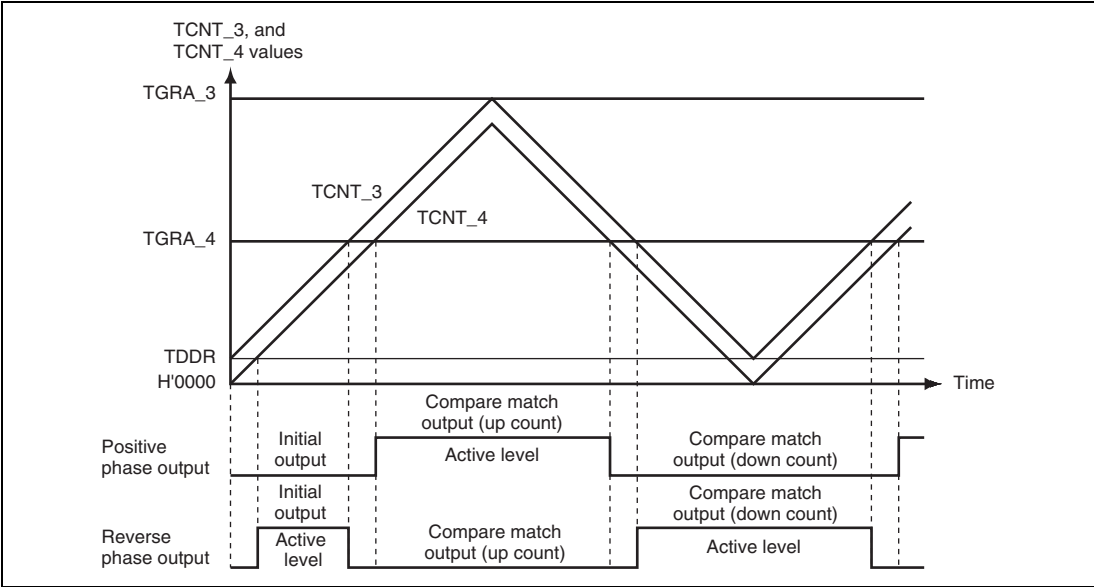 TCNT_3, and
TCNT_4 values
TGRA_3
TCNT_3
TCNT_4
TGRA_4
TDDR
H'0000
Time
Compare match
output (up count)
Positive
phase output
Initial
output
Active level
Compare match
output (down count)
Initial
output
Compare match
output (down count)
Reverse
phase output
Active
level
Compare match
output (up count)
Active level